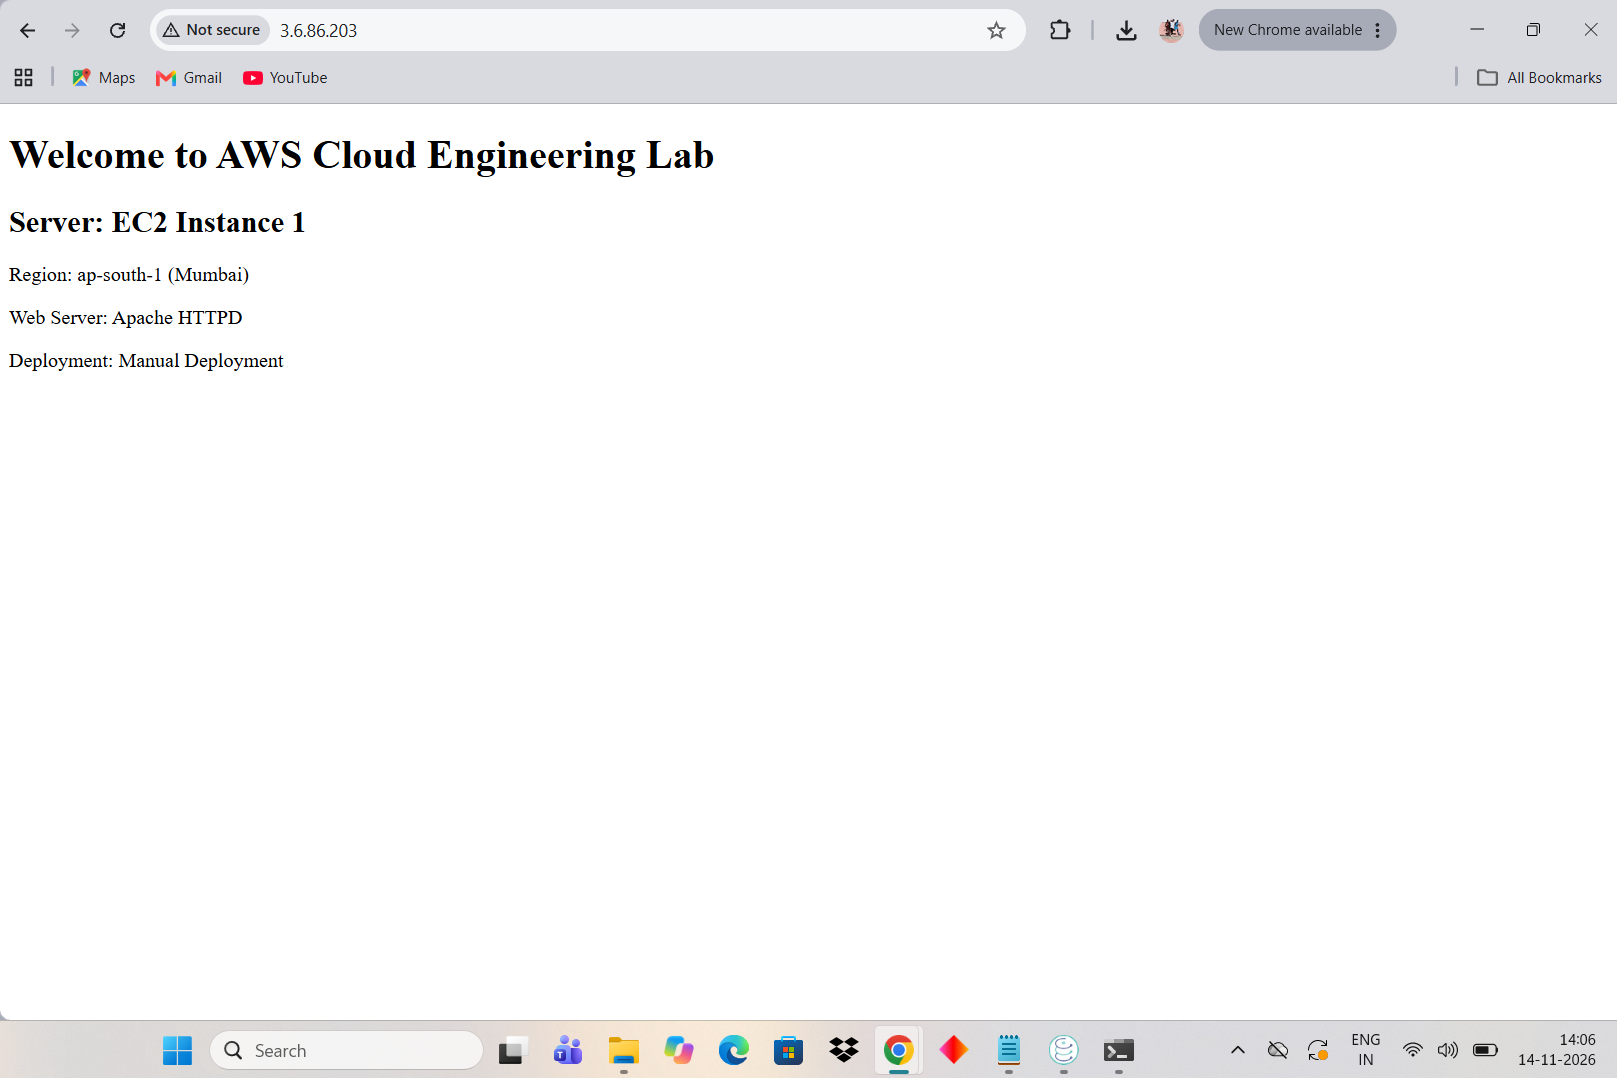 Not secure 3.6.86.203 New Chrome available
Maps Gmail YouTube All Bookmarks
Welcome to AWS Cloud Engineering Lab
Server: EC2 Instance 1
Region: ap-south-1 (Mumbai)
Web Server: Apache HTTPD
Deployment: Manual Deployment
Search
ENG
IN
14:06
14-11-2026